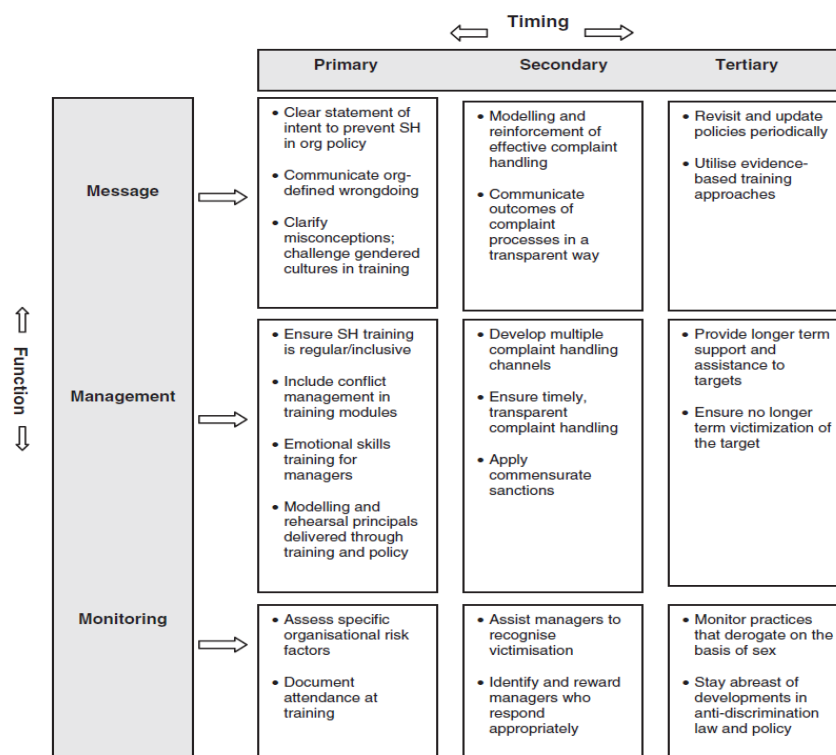 Timing
Primary
Secondary
Tertiary
Function
Message
• Clear statement of
intent to prevent SH
in org policy
• Communicate org-
defined wrongdoing
• Clarify
misconceptions;
challenge gendered
cultures in training
• Modelling and
reinforcement of
effective complaint
handling
• Communicate
outcomes of
complaint
processes in a
transparent way
• Revisit and update
policies periodically
• Utilise evidence-
based training
approaches
Management
• Ensure SH training
is regular/inclusive
• Include conflict
management in
training modules
• Emotional skills
training for
managers
• Modelling and
rehearsal principals
delivered through
training and policy
• Develop multiple
complaint handling
channels
• Ensure timely,
transparent
complaint handling
• Apply
commensurate
sanctions
• Provide longer term
support and
assistance to
targets
• Ensure no longer
term victimization of
the target
Monitoring
• Assess specific
organisational risk
factors
• Document
attendance at
training
• Assist managers to
recognise
victimisation
• Identify and reward
managers who
respond
appropriately
• Monitor practices
that derogate on the
basis of sex
• Stay abreast of
developments in
anti-discrimination
law and policy